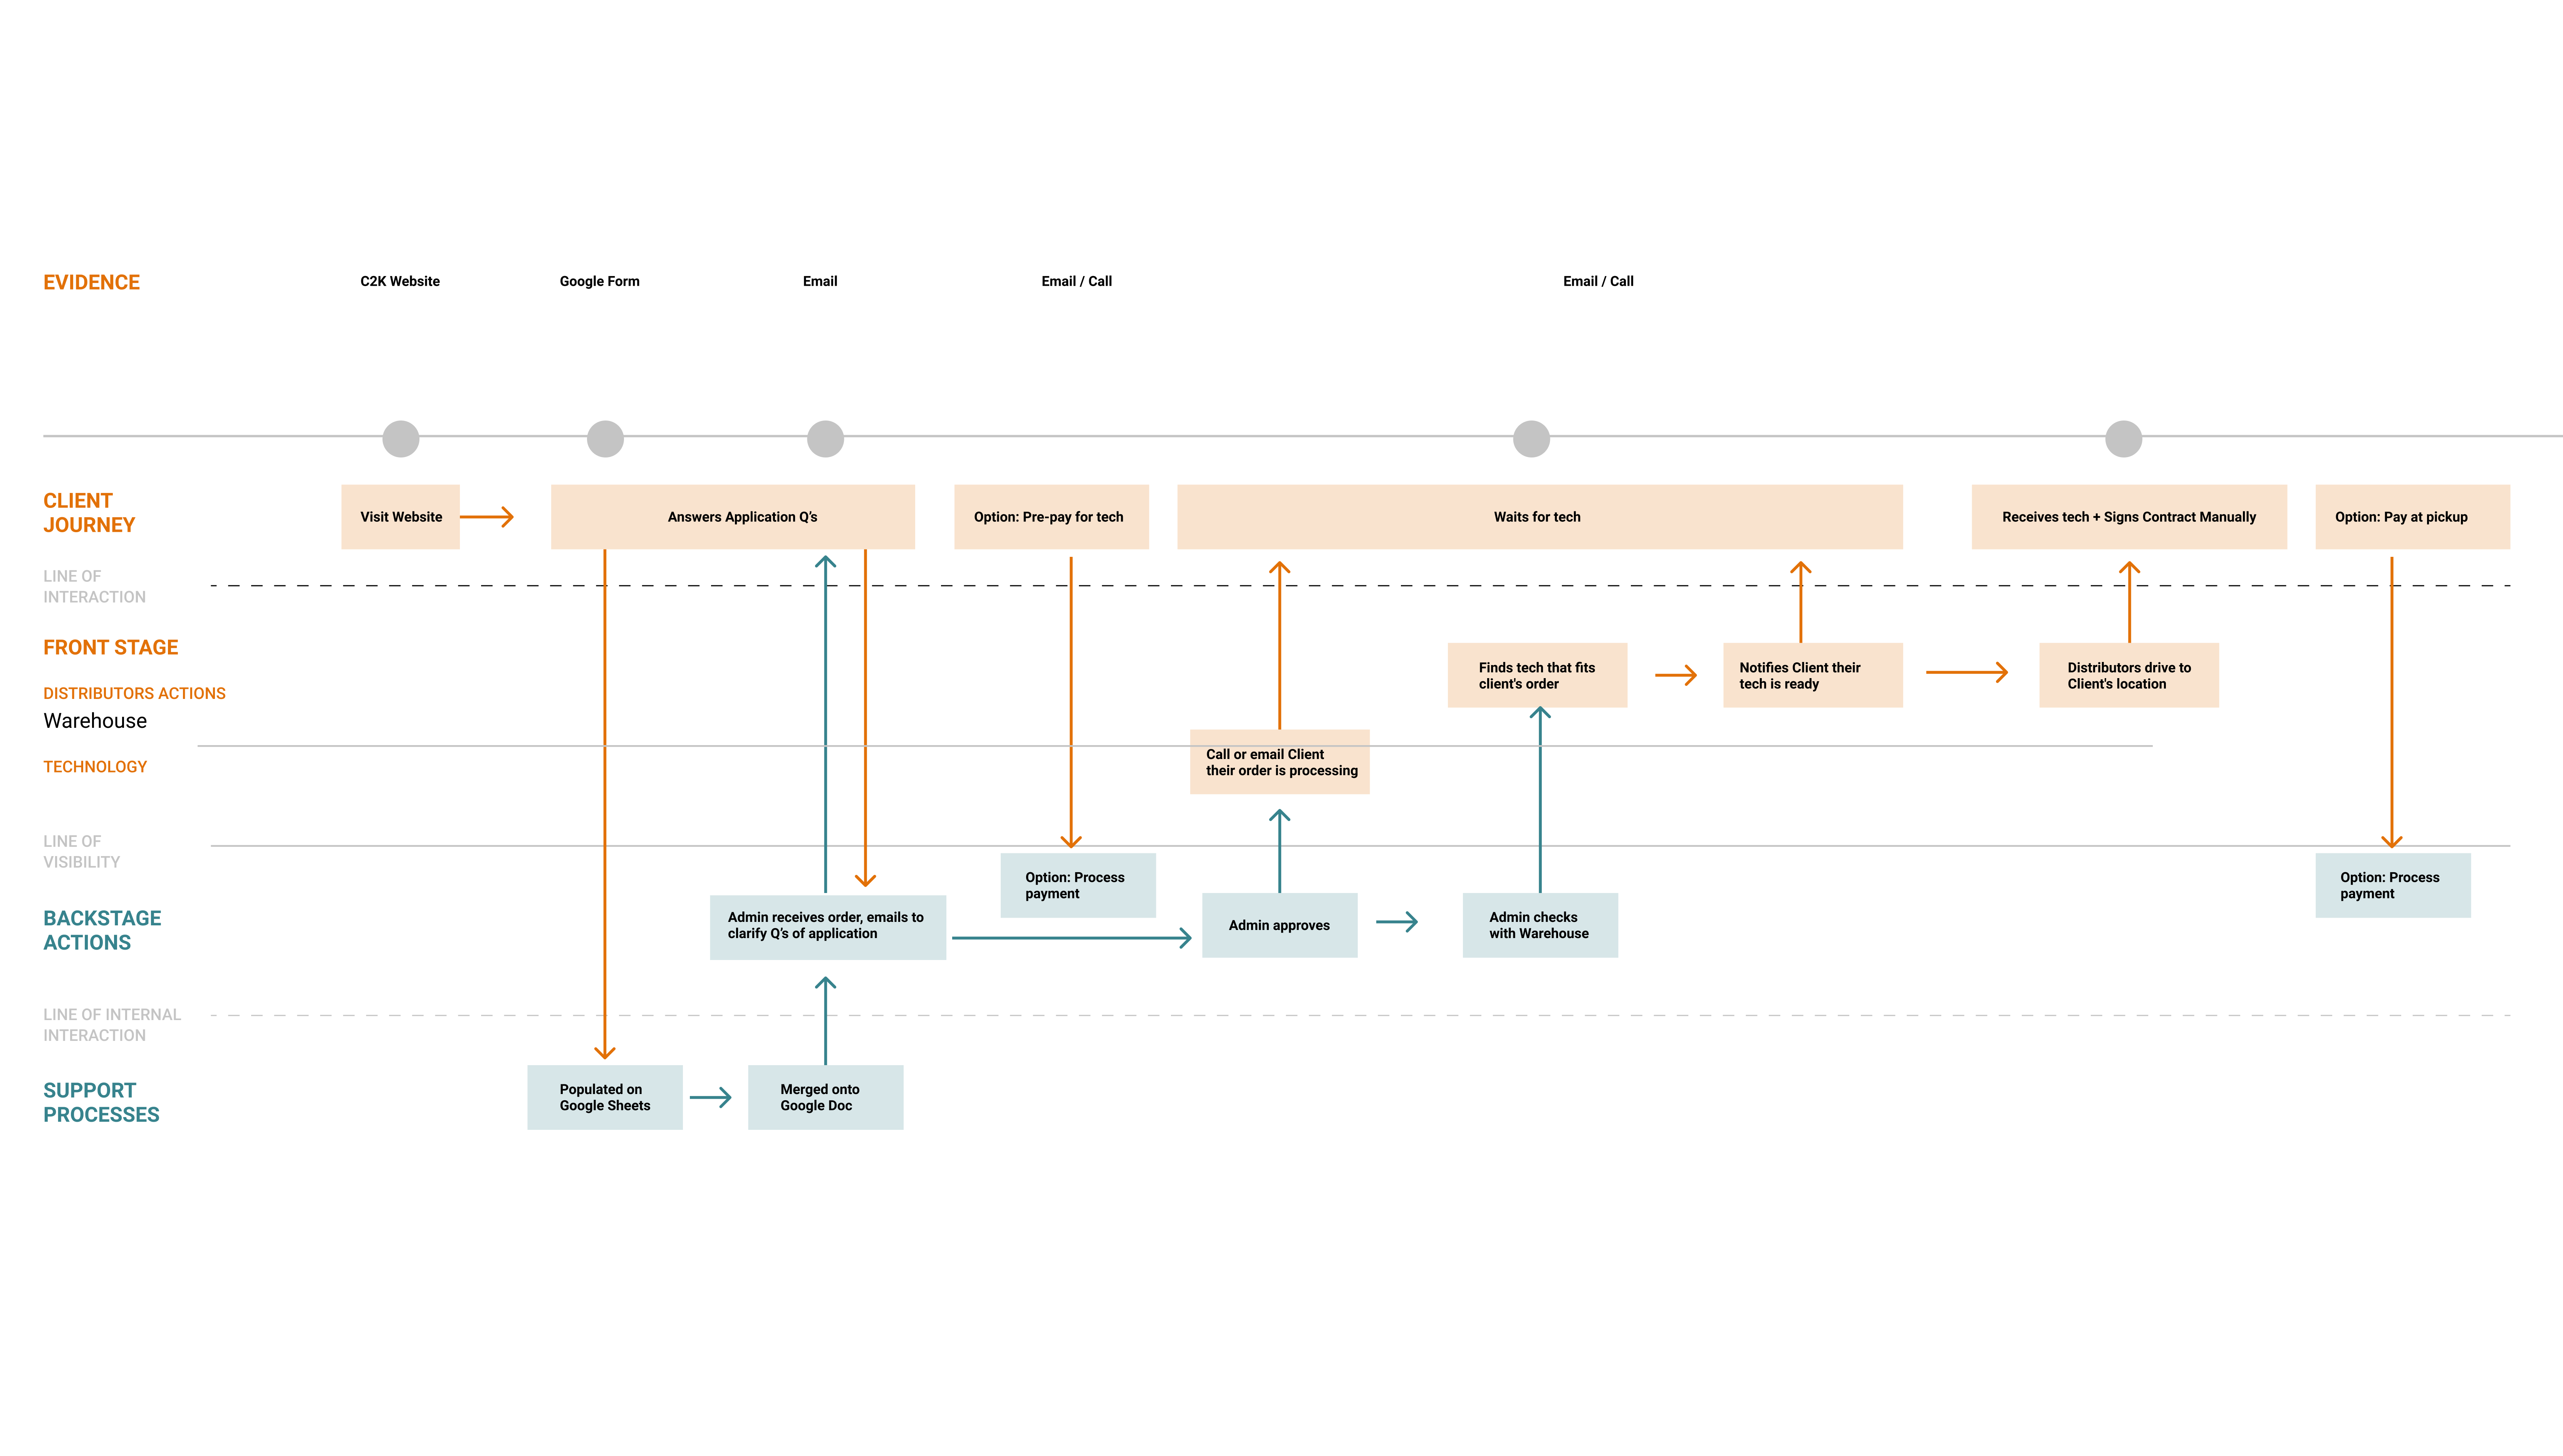 EVIDENCE
C2K Website
Google Form
Email
Email / Call
Email / Call
CLIENT
JOURNEY
Visit Website
Answers Application Q’s
Option: Pre-pay for tech
Waits for tech
Receives tech + Signs Contract Manually
Option: Pay at pickup
LINE OF
INTERACTION
FRONT STAGE
DISTRIBUTORS ACTIONS
Warehouse
Finds tech that fits
client's order
Notifies Client their
tech is ready
Distributors drive to
Client's location
TECHNOLOGY
Call or email Client
their order is processing
LINE OF
VISIBILITY
BACKSTAGE
ACTIONS
Admin receives order, emails to
clarify Q’s of application
Option: Process
payment
Admin approves
Admin checks
with Warehouse
Option: Process
payment
LINE OF INTERNAL
INTERACTION
SUPPORT
PROCESSES
Populated on
Google Sheets
Merged onto
Google Doc